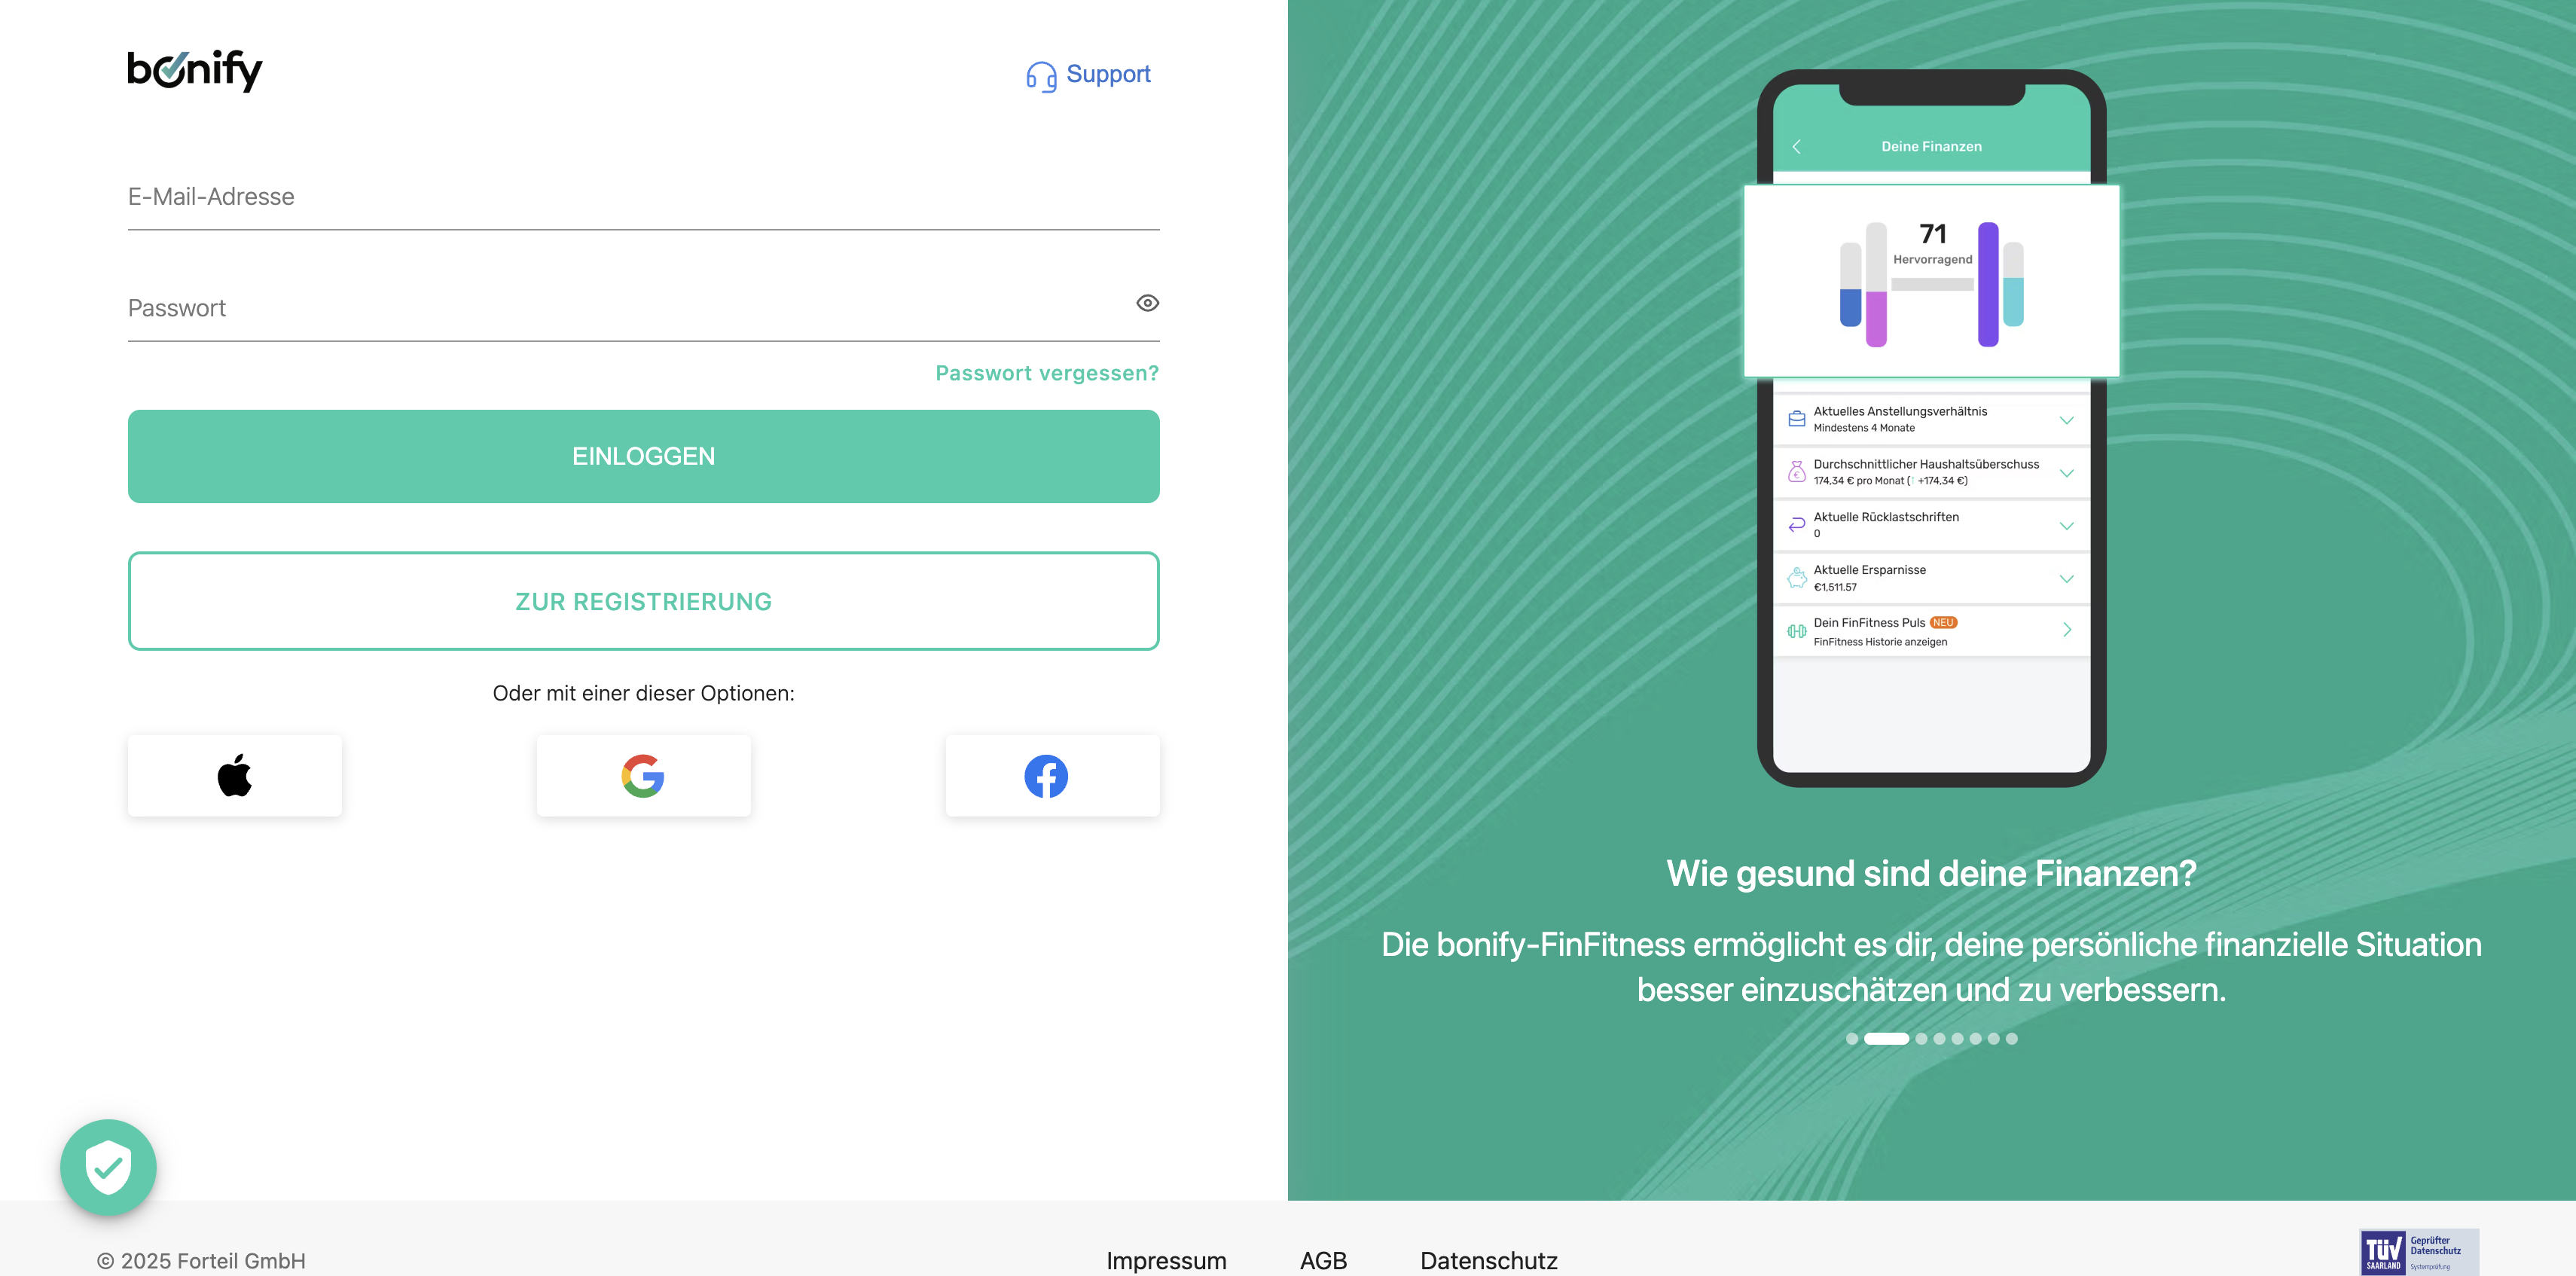 bonify
Support
E-Mail-Adresse
Passwort
Passwort vergessen?
EINLOGGEN
ZUR REGISTRIERUNG
Oder mit einer dieser Optionen:
Deine Finanzen
71
Hervorragend
Aktuelles Anstellungsverhältnis
Mindestens 4 Monate
Durchschnittlicher Haushaltsüberschuss
174,34 € pro Monat (↑ +174,34 €)
Aktuelle Rücklastschriften
0
Aktuelle Ersparnisse
€1,511.57
Dein FinFitness Puls NEU
FinFitness Historie anzeigen
Wie gesund sind deine Finanzen?
Die bonify-FinFitness ermöglicht es dir, deine persönliche finanzielle Situation
besser einzuschätzen und zu verbessern.
© 2025 Forteil GmbH
Impressum
AGB
Datenschutz
TÜV
SAARLAND
Geprüfter
Datenschutz
Systemprüfung